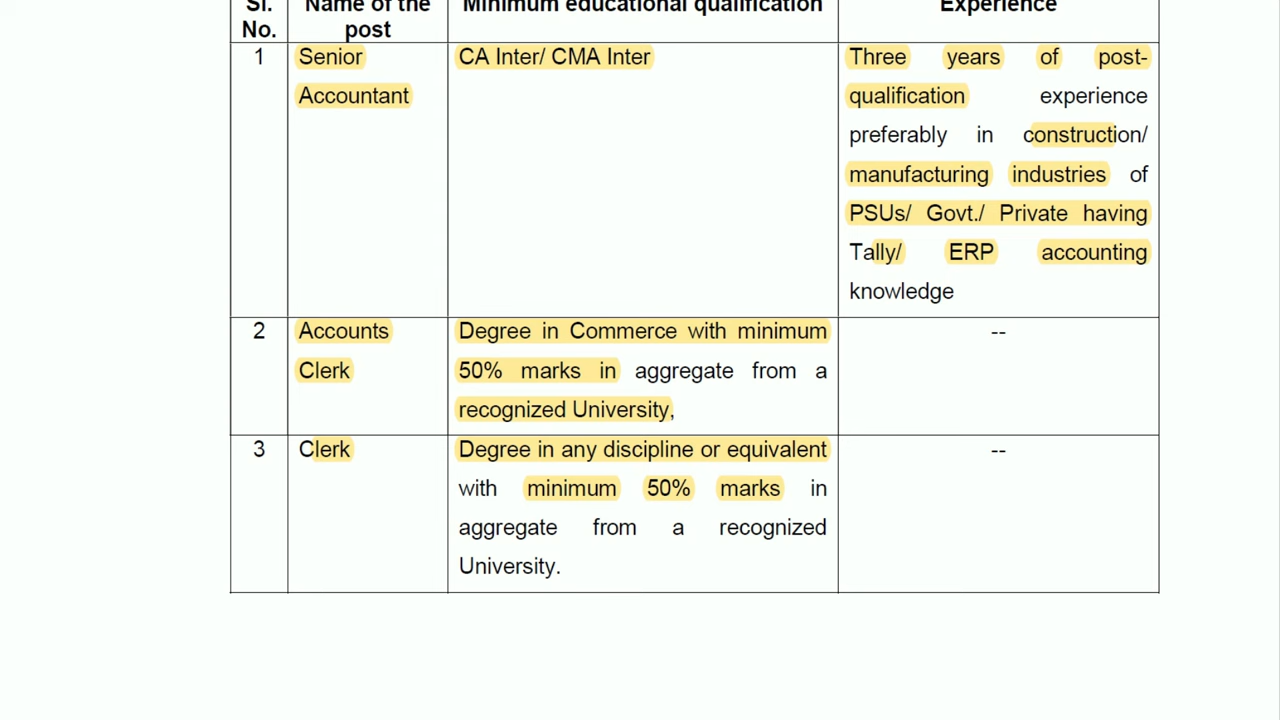 Sl. Name of the Minimum educational qualification Experience
No. post
1 Senior CA Inter/ CMA Inter Three years of post-
Accountant qualification experience
preferably in construction/
manufacturing industries of
PSUs/ Govt./ Private having
Tally/ ERP accounting
knowledge
2 Accounts Degree in Commerce with minimum --
Clerk 50% marks in aggregate from a
recognized University,
3 Clerk Degree in any discipline or equivalent --
with minimum 50% marks in
aggregate from a recognized
University.